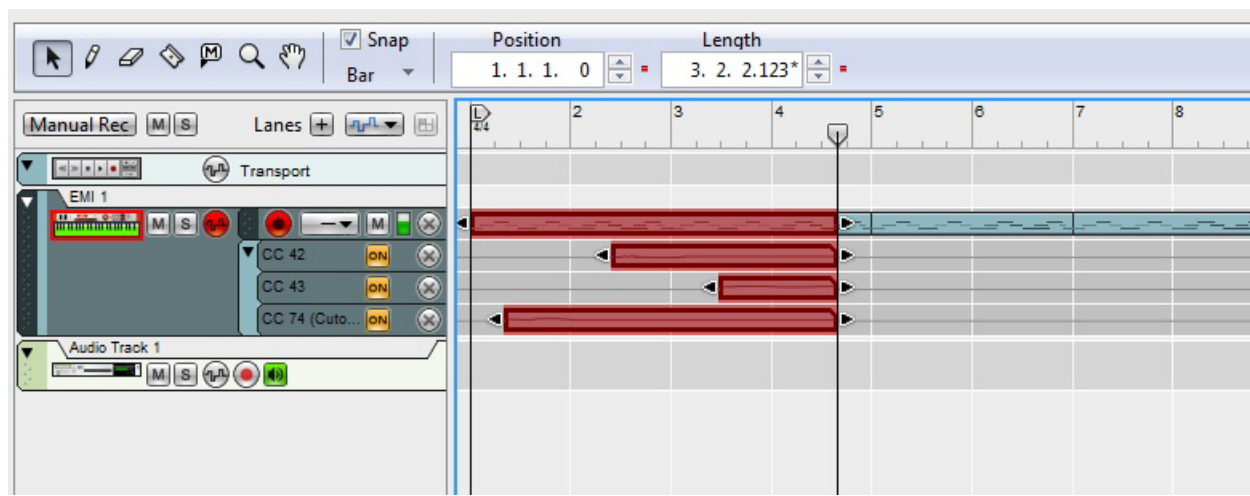 Snap Position Length
Bar 1. 1. 1. 0 3. 2. 2.123*
Manual Rec M S Lanes + L 2 3 4 5 6 7 8
4/4
Transport
EMI 1
M S M
CC 42 ON
CC 43 ON
CC 74 (Cuto... ON
Audio Track 1
M S